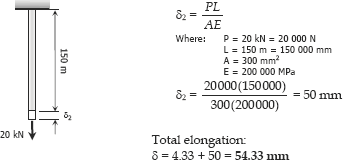 150 m
δ₂
20 kN
δ₂ = PL / AE
Where: P = 20 kN = 20 000 N
L = 150 m = 150 000 mm
A = 300 mm²
E = 200 000 MPa
δ₂ = 20000(150000) / 300(200000) = 50 mm
Total elongation:
δ = 4.33 + 50 = 54.33 mm